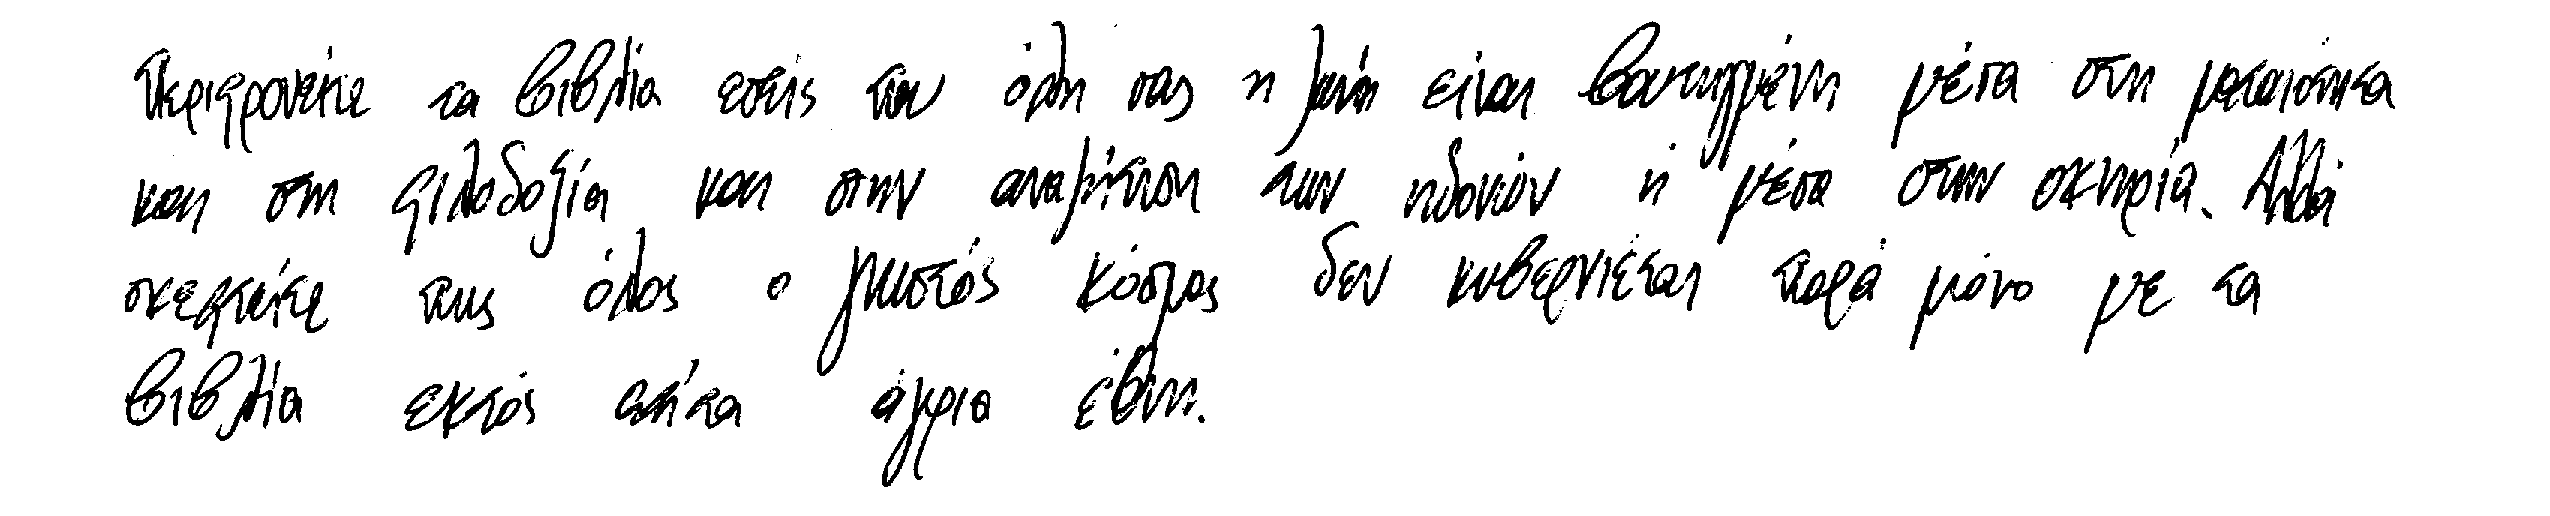 Περιφρονείτε τα βιβλία εσείς που όλη σας η ζωή είναι βουτηγμένη μέσα στη ματαιότητα
και στη φιλοδοξία και στην αναζήτηση των ηδονών ή μέσα στην οκνηρία. Αλλά
σκεφτείτε πως όλος ο γνωστός κόσμος δεν κυβερνιέται παρά μόνο με τα
βιβλία εκτός απ'τα άγρια έθνη.